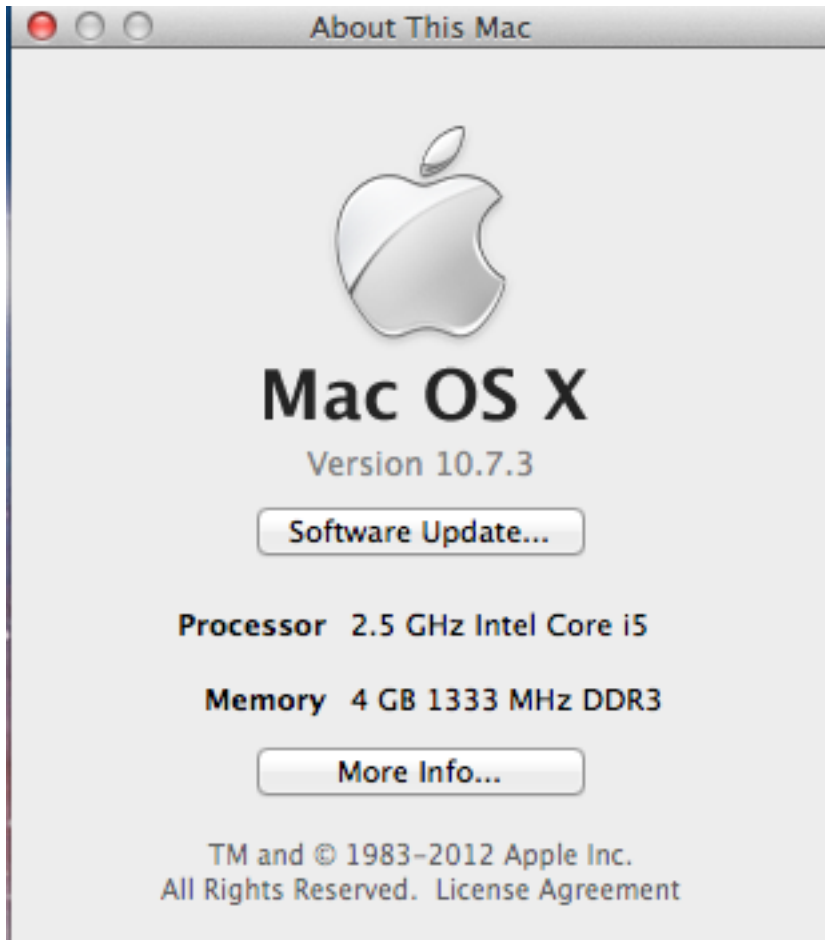 About This Mac
Mac OS X
Version 10.7.3
Software Update...
Processor 2.5 GHz Intel Core i5
Memory 4 GB 1333 MHz DDR3
More Info...
TM and © 1983–2012 Apple Inc.
All Rights Reserved. License Agreement